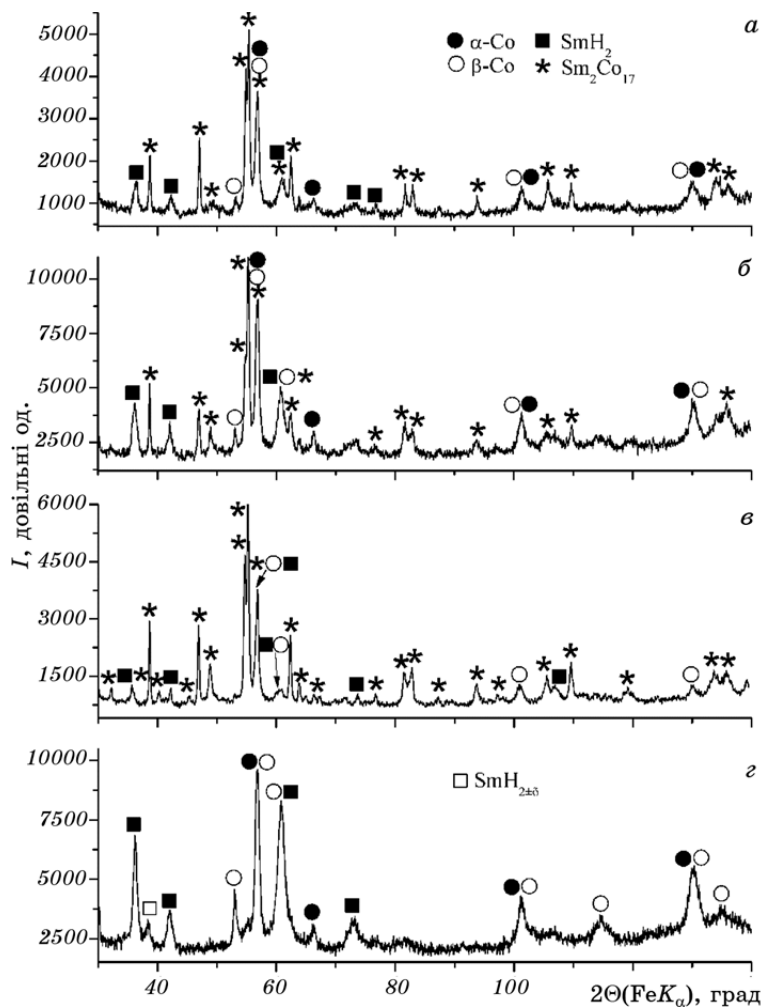 а
5000
4000
3000
2000
1000
● α-Co ■ SmH₂
○ β-Co * Sm₂Co₁₇
б
10000
7500
5000
2500
I, довільні од.
в
6000
4500
3000
1500
г
10000
7500
5000
2500
□ SmH₂±δ
40 60 80 100 2Θ(FeKα), град